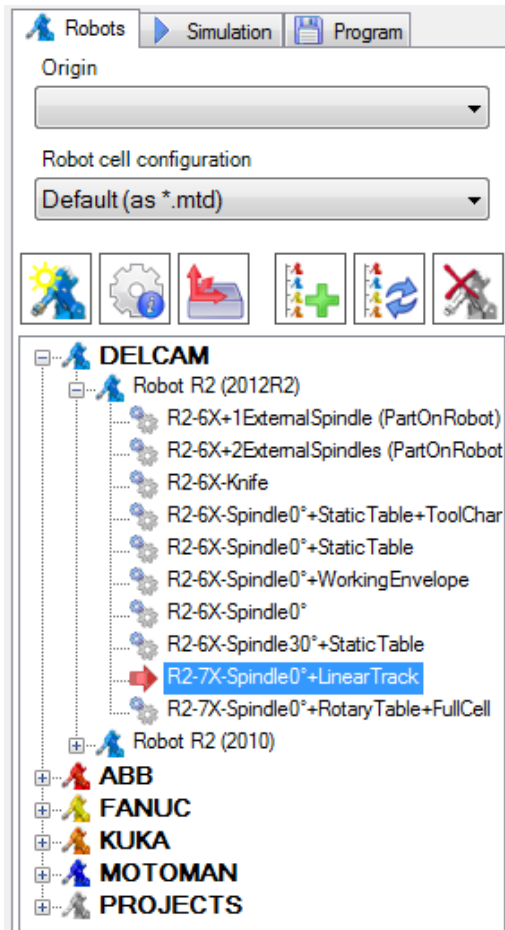 Robots Simulation Program
Origin
Robot cell configuration
Default (as *.mtd)
DELCAM
Robot R2 (2012R2)
R2-6X+1ExternalSpindle (PartOnRobot)
R2-6X+2ExternalSpindles (PartOnRobot
R2-6X-Knife
R2-6X-Spindle0°+StaticTable+ToolChar
R2-6X-Spindle0°+StaticTable
R2-6X-Spindle0°+WorkingEnvelope
R2-6X-Spindle0°
R2-6X-Spindle30°+StaticTable
R2-7X-Spindle0°+LinearTrack
R2-7X-Spindle0°+RotaryTable+FullCell
Robot R2 (2010)
ABB
FANUC
KUKA
MOTOMAN
PROJECTS